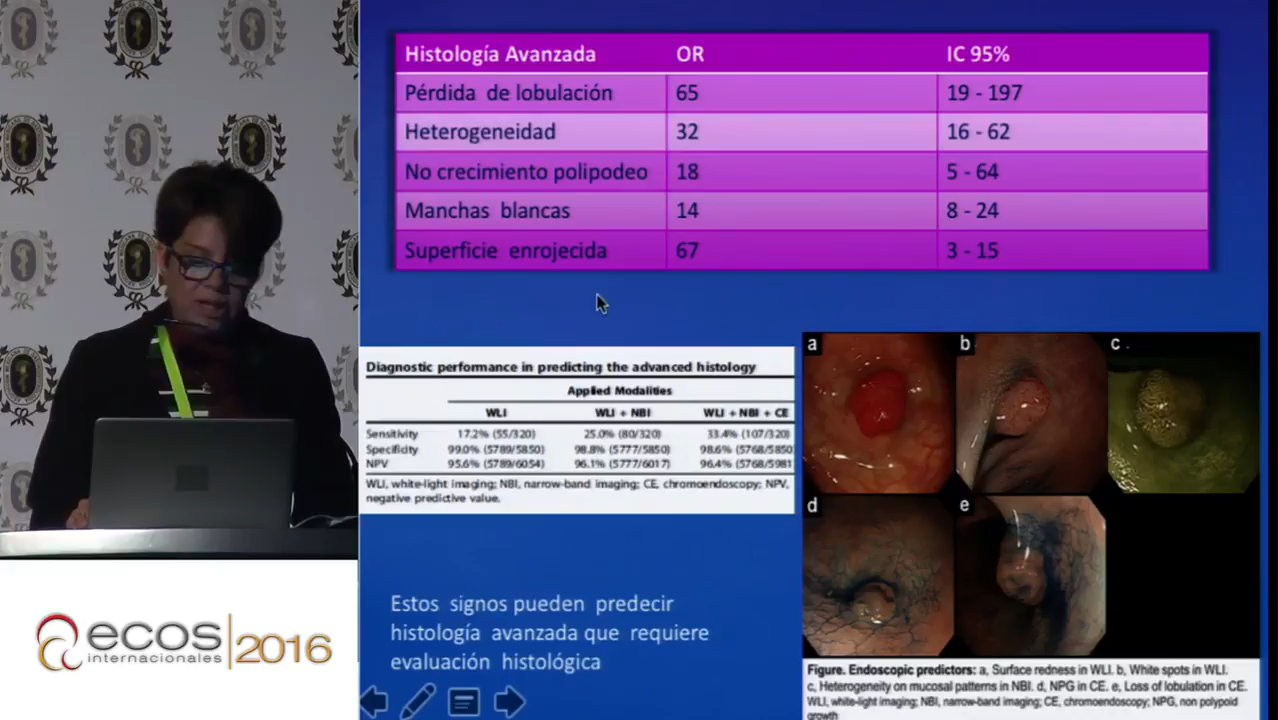 Histología Avanzada OR IC 95%
Pérdida de lobulación 65 19 - 197
Heterogeneidad 32 16 - 62
No crecimiento polipodeo 18 5 - 64
Manchas blancas 14 8 - 24
Superficie enrojecida 67 3 - 15
Diagnostic performance in predicting the advanced histology
Applied Modalities
WLI WLI + NBI WLI + NBI + CE
Sensitivity 17.2% (55/320) 25.0% (80/320) 33.4% (107/320)
Specificity 99.0% (5789/5850) 98.8% (5777/5850) 98.6% (5768/5850
NPV 95.6% (5789/6054) 96.1% (5777/6017) 96.4% (5768/5981
WLI, white-light imaging; NBI, narrow-band imaging; CE, chromoendoscopy; NPV,
negative predictive value.
a b c .
d e
Estos signos pueden predecir
histología avanzada que requiere
evaluación histológica
Figure. Endoscopic predictors: a, Surface redness in WLI. b, White spots in WLI.
c, Heterogeneity on mucosal patterns in NBI. d, NPG in CE. e, Loss of lobulation in CE.
WLI, white-light imaging; NBI, narrow-band imaging; CE, chromoendoscopy; NPG, non polypoid
growth
ecos
internacionales
2016